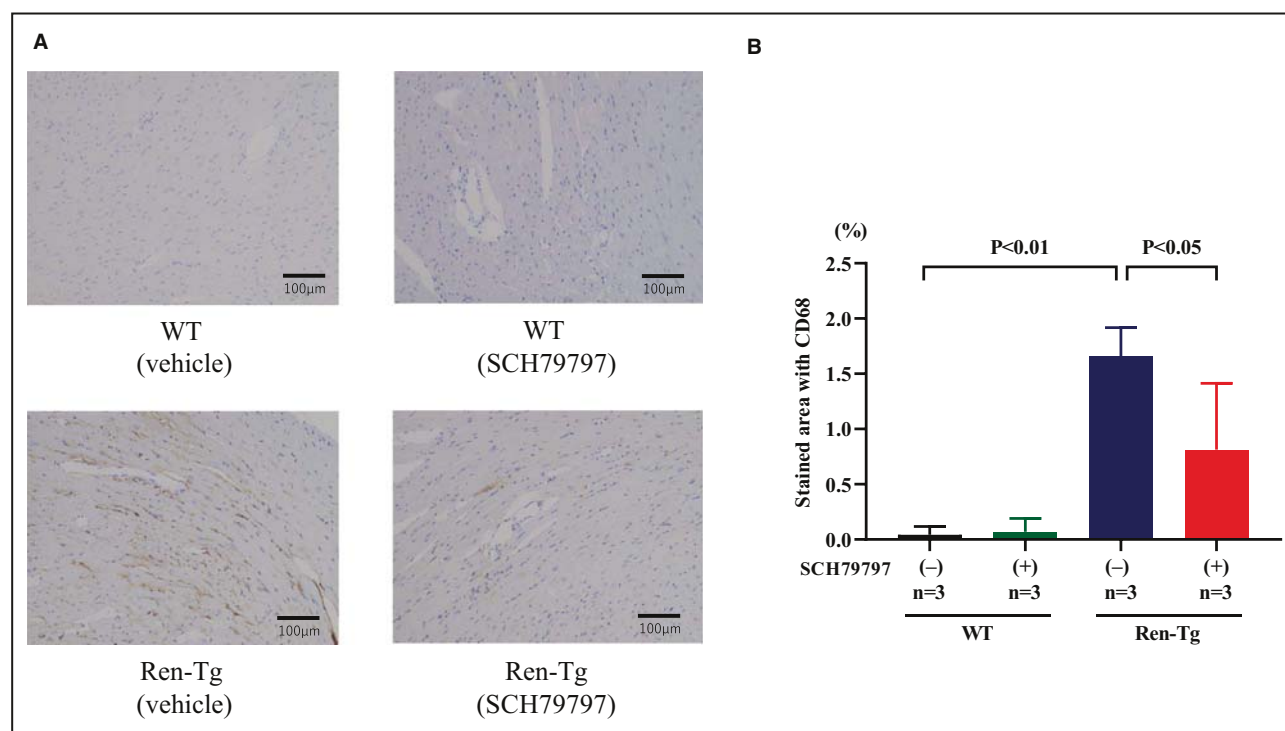 A
100μm
100μm
WT
(vehicle)
WT
(SCH79797)
100μm
100μm
Ren-Tg
(vehicle)
Ren-Tg
(SCH79797)
B
(%)
P<0.01
P<0.05
2.5
2.0
1.5
1.0
0.5
0.0
Stained area with CD68
SCH79797
(–)
(+)
(–)
(+)
n=3
n=3
n=3
n=3
WT
Ren-Tg